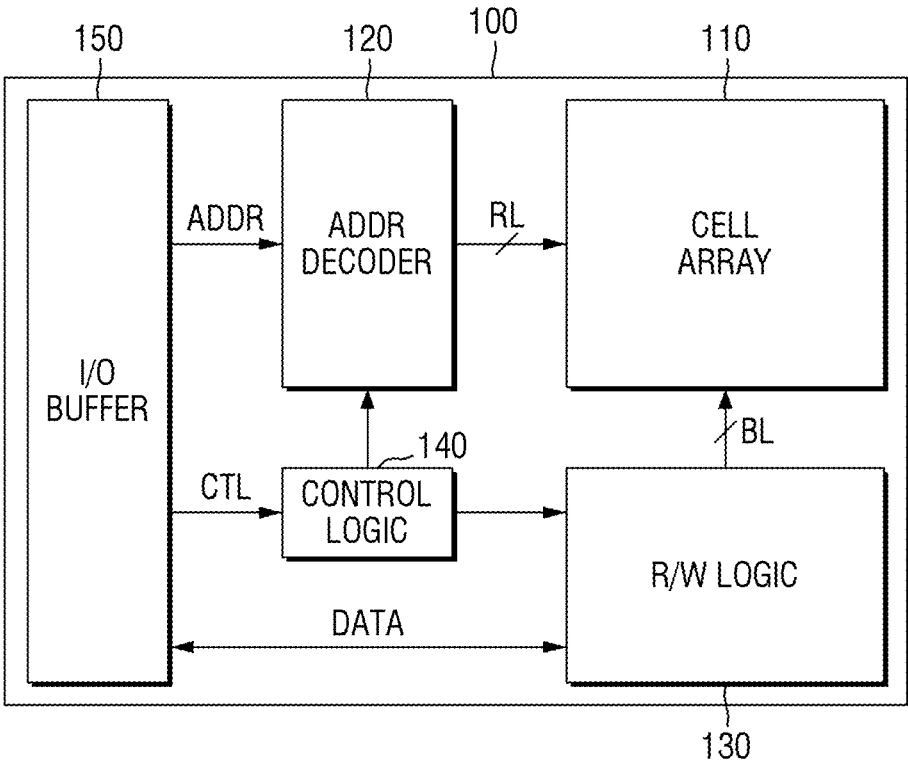 150
120
100
110
ADDR
ADDR
DECODER
RL
CELL
ARRAY
I/O
BUFFER
BL
140
CTL
CONTROL
LOGIC
R/W LOGIC
DATA
130